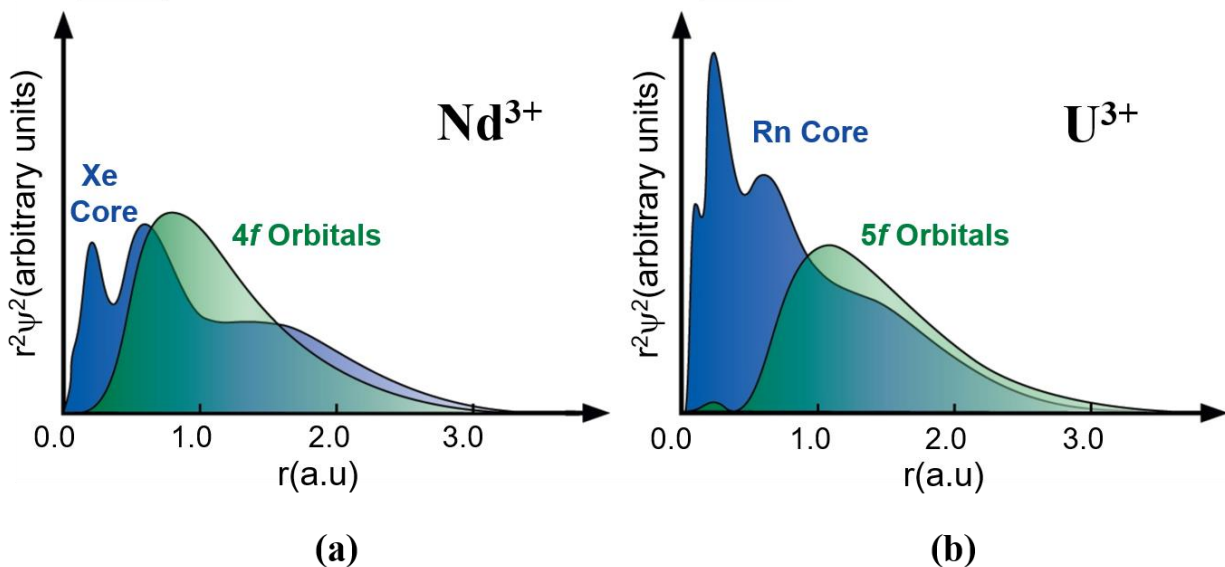 r²ψ²(arbitrary units)
Nd³⁺
Xe
Core
4f Orbitals
0.0 1.0 2.0 3.0
r(a.u)
(a)
r²ψ²(arbitrary units)
U³⁺
Rn Core
5f Orbitals
0.0 1.0 2.0 3.0
r(a.u)
(b)